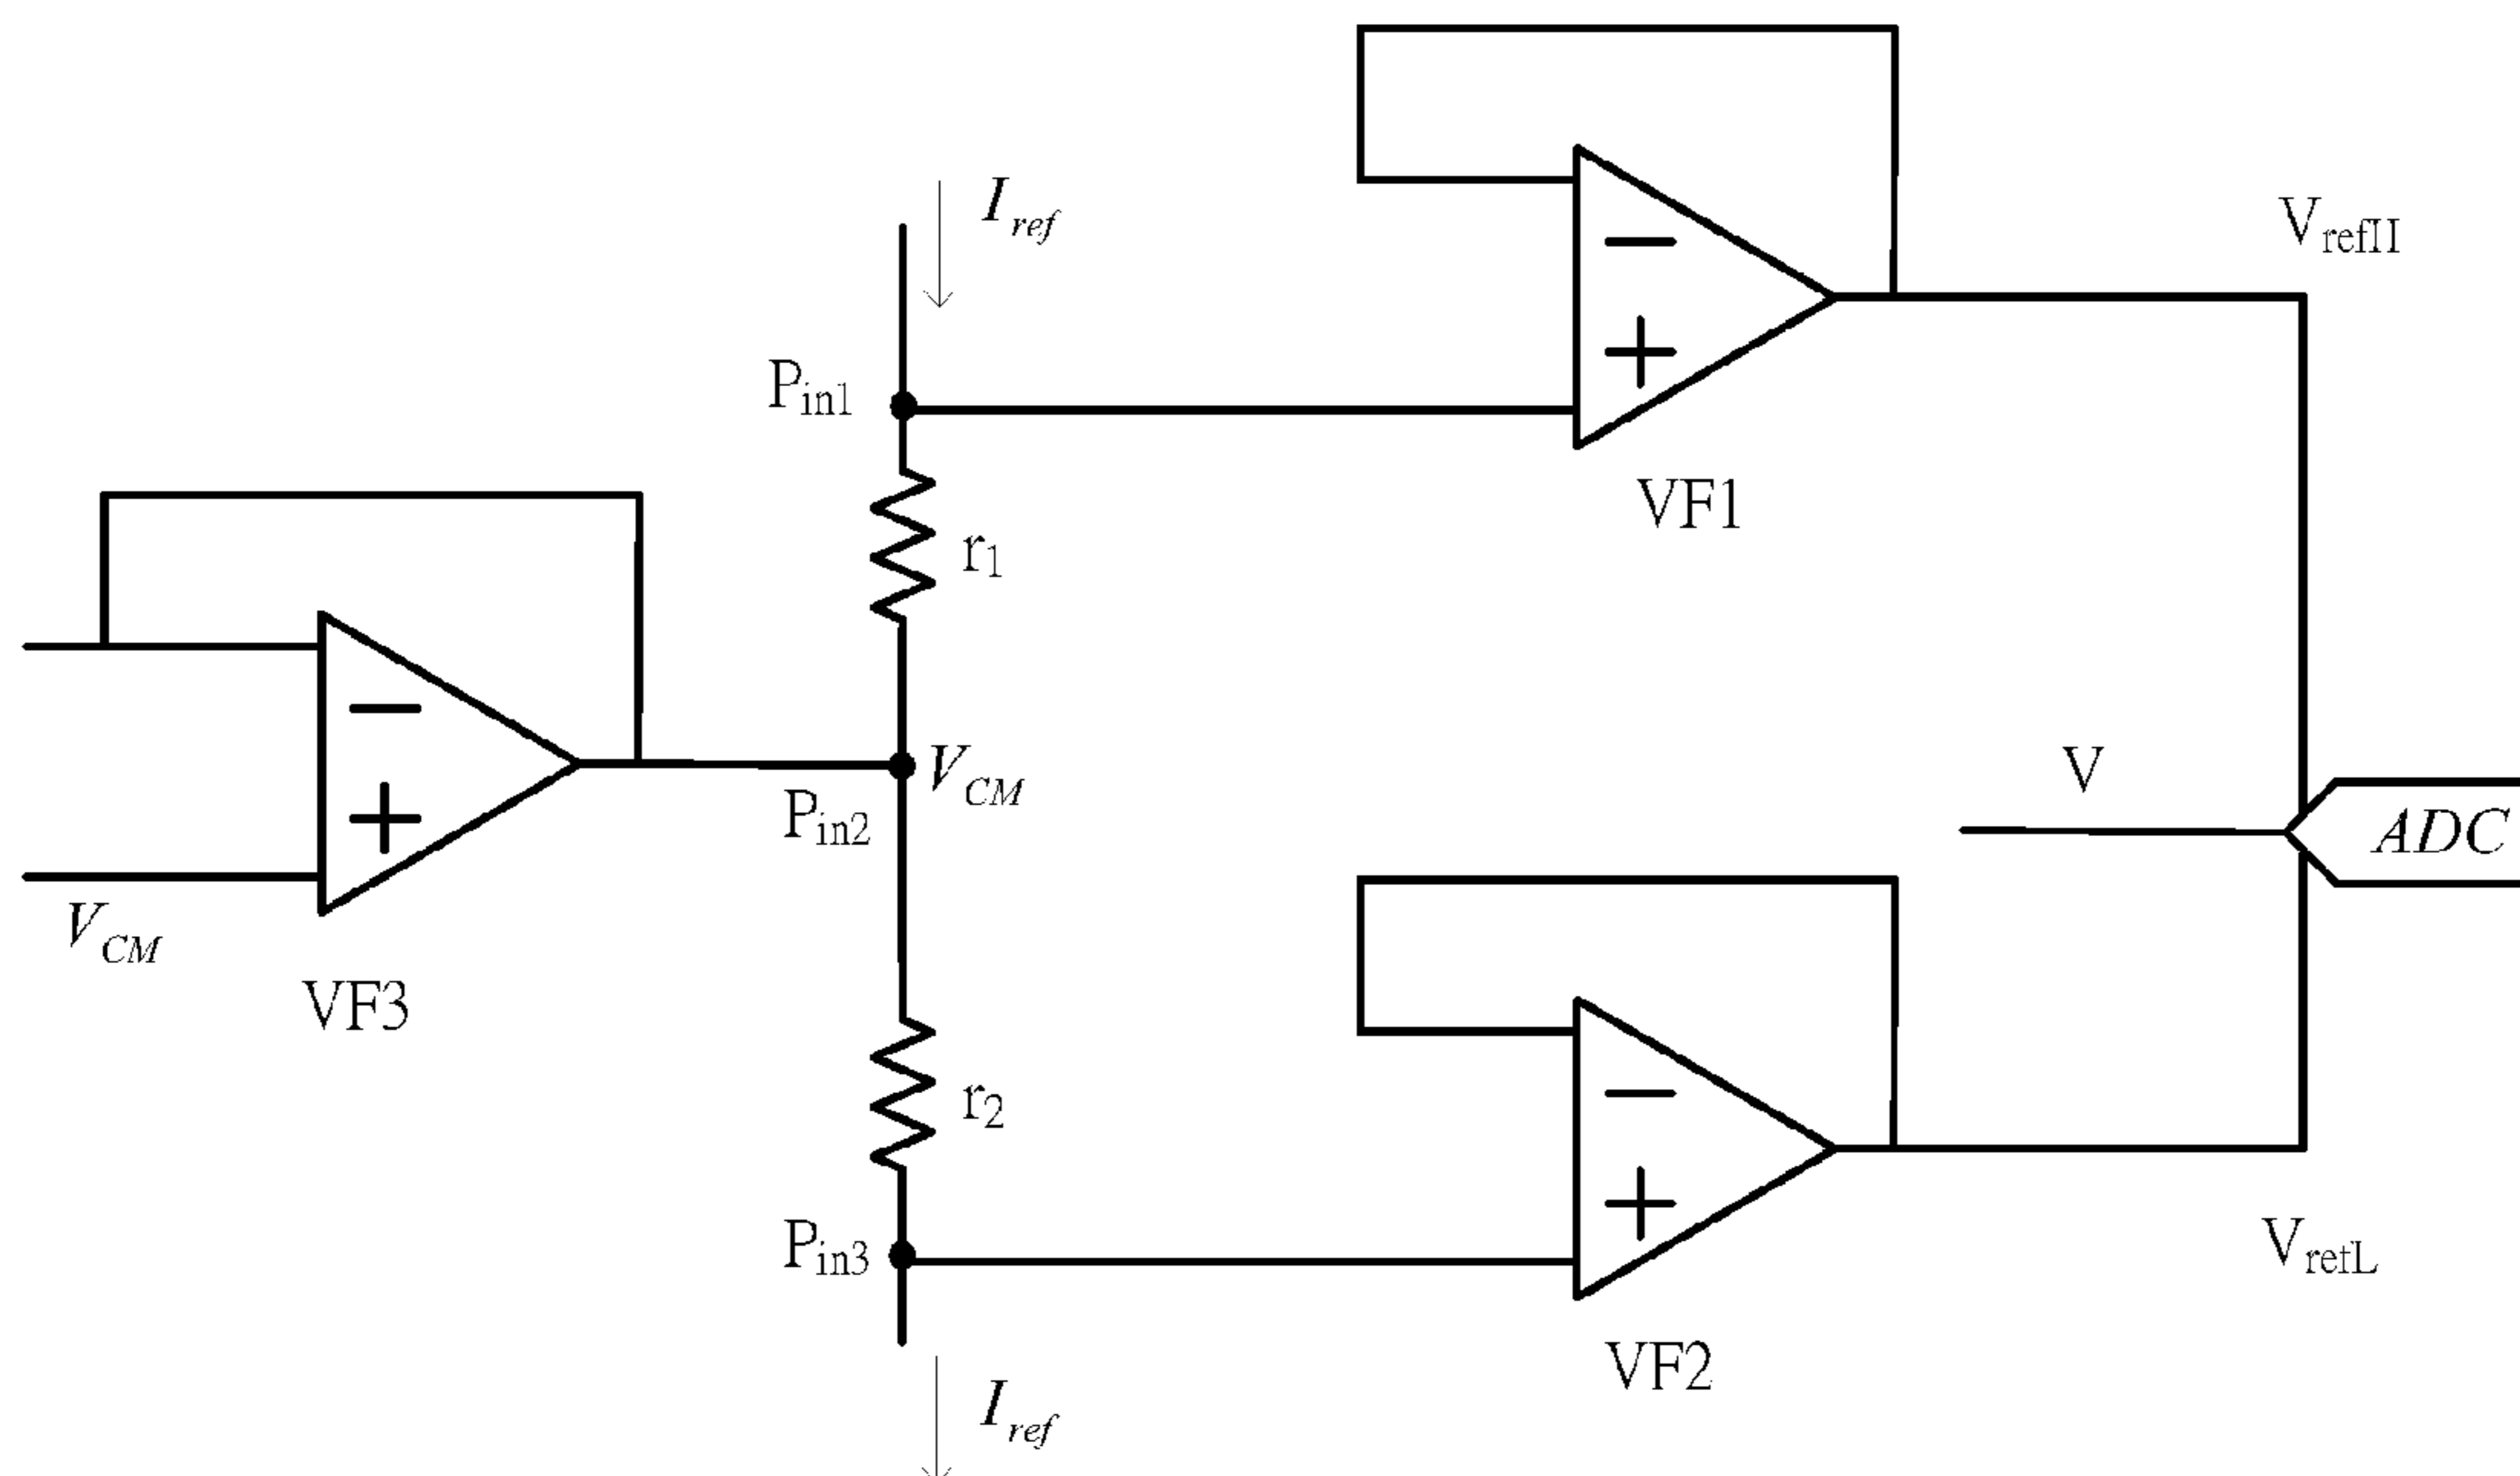 I_ref
V_refH
P_in1
VF1
r_1
V_CM
P_in2
V
ADC
V_CM
VF3
r_2
P_in3
V_refL
VF2
I_ref